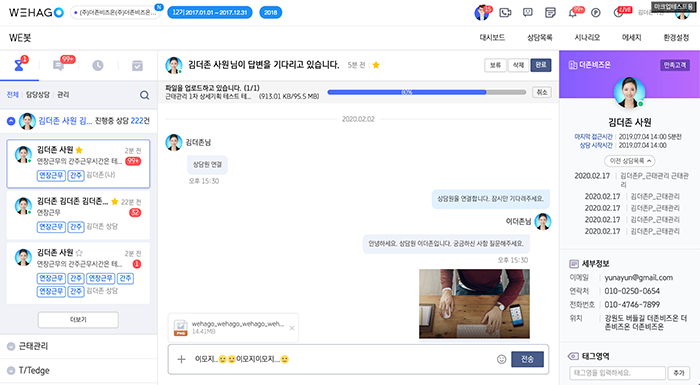 WEHAGO
(주)더존비즈온(주)더존비즈온...
N
12기 2017.01.01 ~ 2017.12.31
2018
99+
LIVE
마크업테스트용
WE봇
대시보드
상담목록
시나리오
메세지
환경설정
1
99+
전체
담당상담
관리
김더존 사원 김...
진행중 상담 222건
김더존 사원
2분 전
연장근무의 간주근무시간은 테...
99+
연장근무
간주
김더존(나)
김더존 김더존 김더존...
22분 전
연장근무
32
연장근무
간주
김더존 상담
김더존 사원
2분 전
연장근무의 간주근무시간은 테...
1
연장근무
간주
연장근무
간주
연장근무
간주
김더존 상담
더보기
근태관리
T/Tedge
김더존 사원님이 답변을 기다리고 있습니다.
5분 전
보류
삭제
완료
파일을 업로드하고 있습니다. (1/1)
근태관리 1차 상세기획 테스트 테...
(913.01 KB/95.5 MB)
80%
취소
2020.02.02
김더존님
상담원 연결
오후 15:30
상담원을 연결합니다. 잠시만 기다려주세요.
이더존님
안녕하세요. 상담원 이더존입니다. 궁금하신 사항 질문해주세요.
오후 15:30
PNG
wehago_wehago_wehago_weh...
14.41MB
이모지..이모지이모지...
전송
더존비즈온
만족고객
김더존 사원
마지막 접근시간
2019.07.04 14:00 5분전
상담 시작시간
2019.07.04 14:00
이전 상담목록
2020.02.17
김더존P_근태관리 근태관
리
2020.02.17
김더존P_근태관리
2020.02.17
김더존P_근태관리
2020.02.17
김더존P_근태관리
2020.02.17
김더존P_근태관리
세부정보
이메일
yunayun@gmail.com
연락처
010-0250-0654
전화번호
010-4746-7899
위치
강원도 버들길 더존비즈온 더
존비즈온 더존비즈온
태그영역
태그명을 입력하세요.
추가